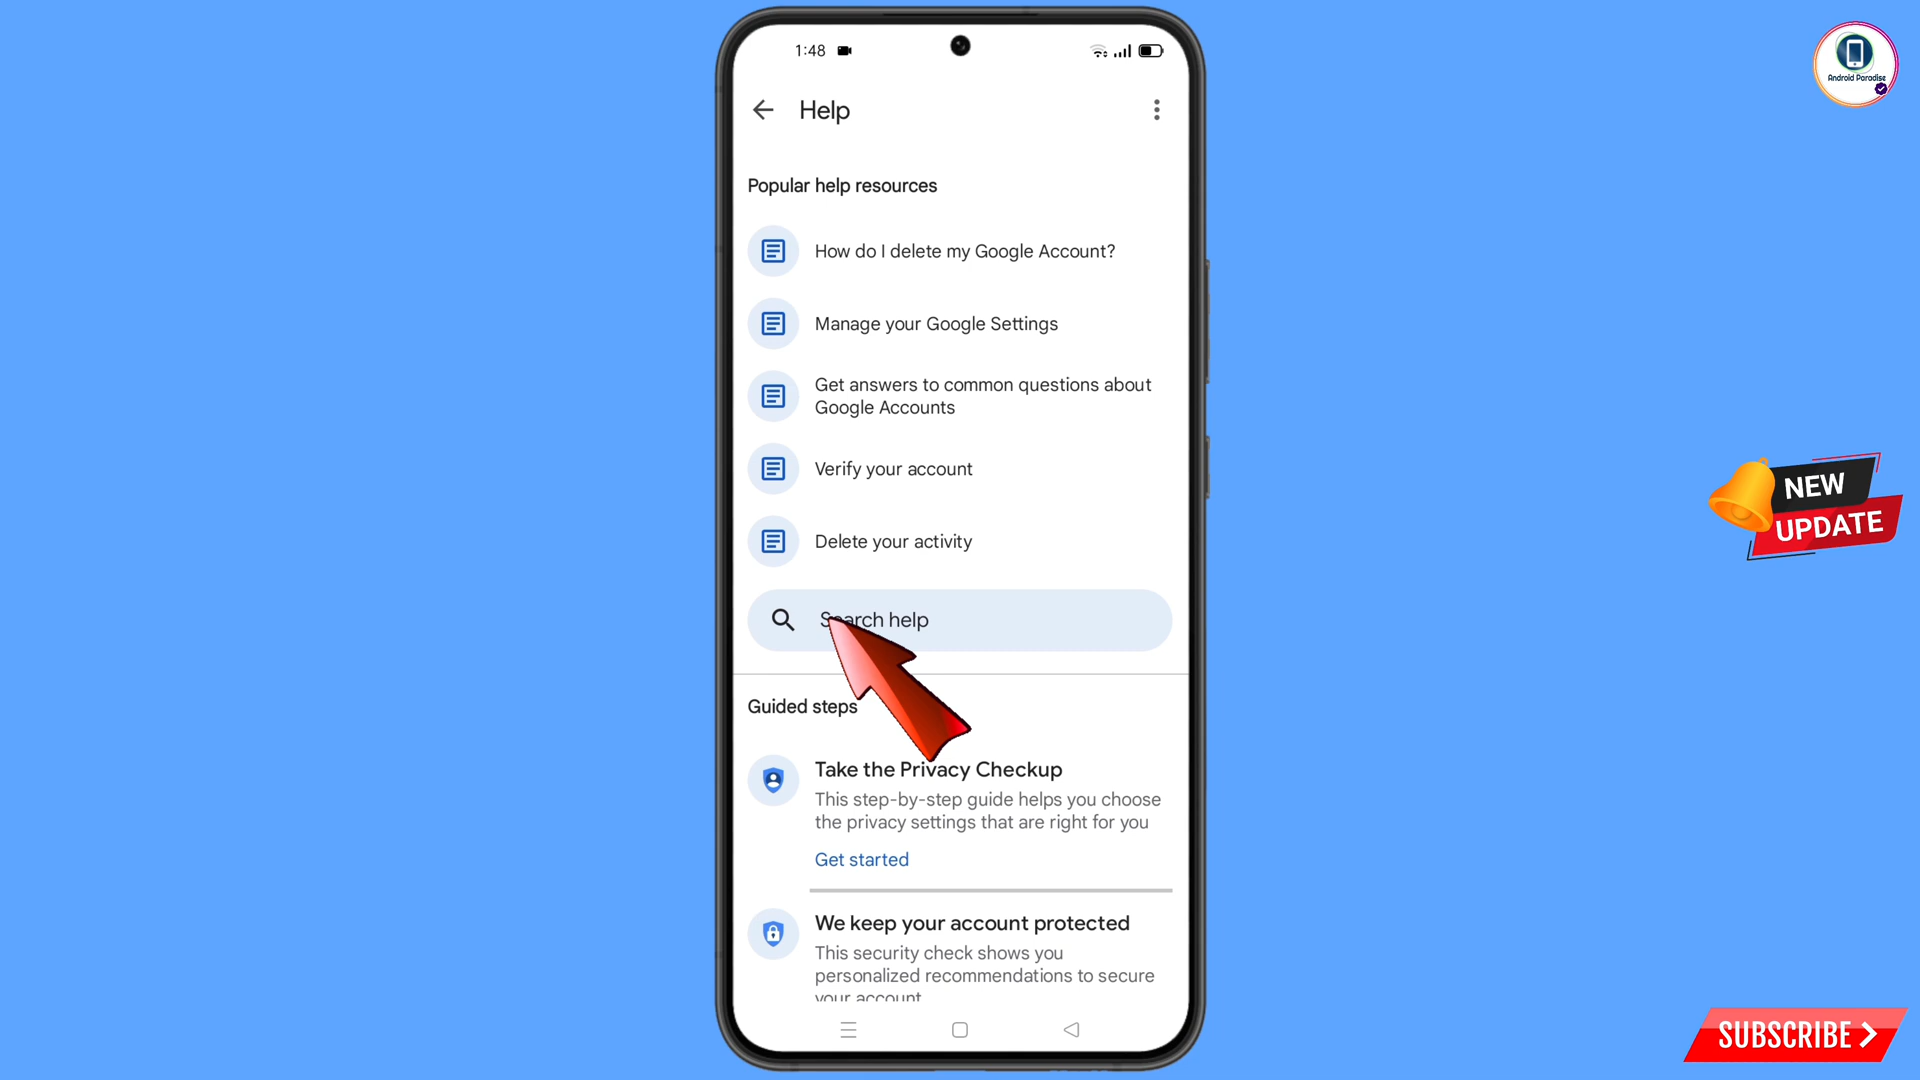 1:48
Android Paradise
Help
Popular help resources
How do I delete my Google Account?
Manage your Google Settings
Get answers to common questions about
Google Accounts
Verify your account
Delete your activity
NEW
UPDATE
Search help
Guided steps
Take the Privacy Checkup
This step-by-step guide helps you choose
the privacy settings that are right for you
Get started
We keep your account protected
This security check shows you
personalized recommendations to secure
your account
SUBSCRIBE